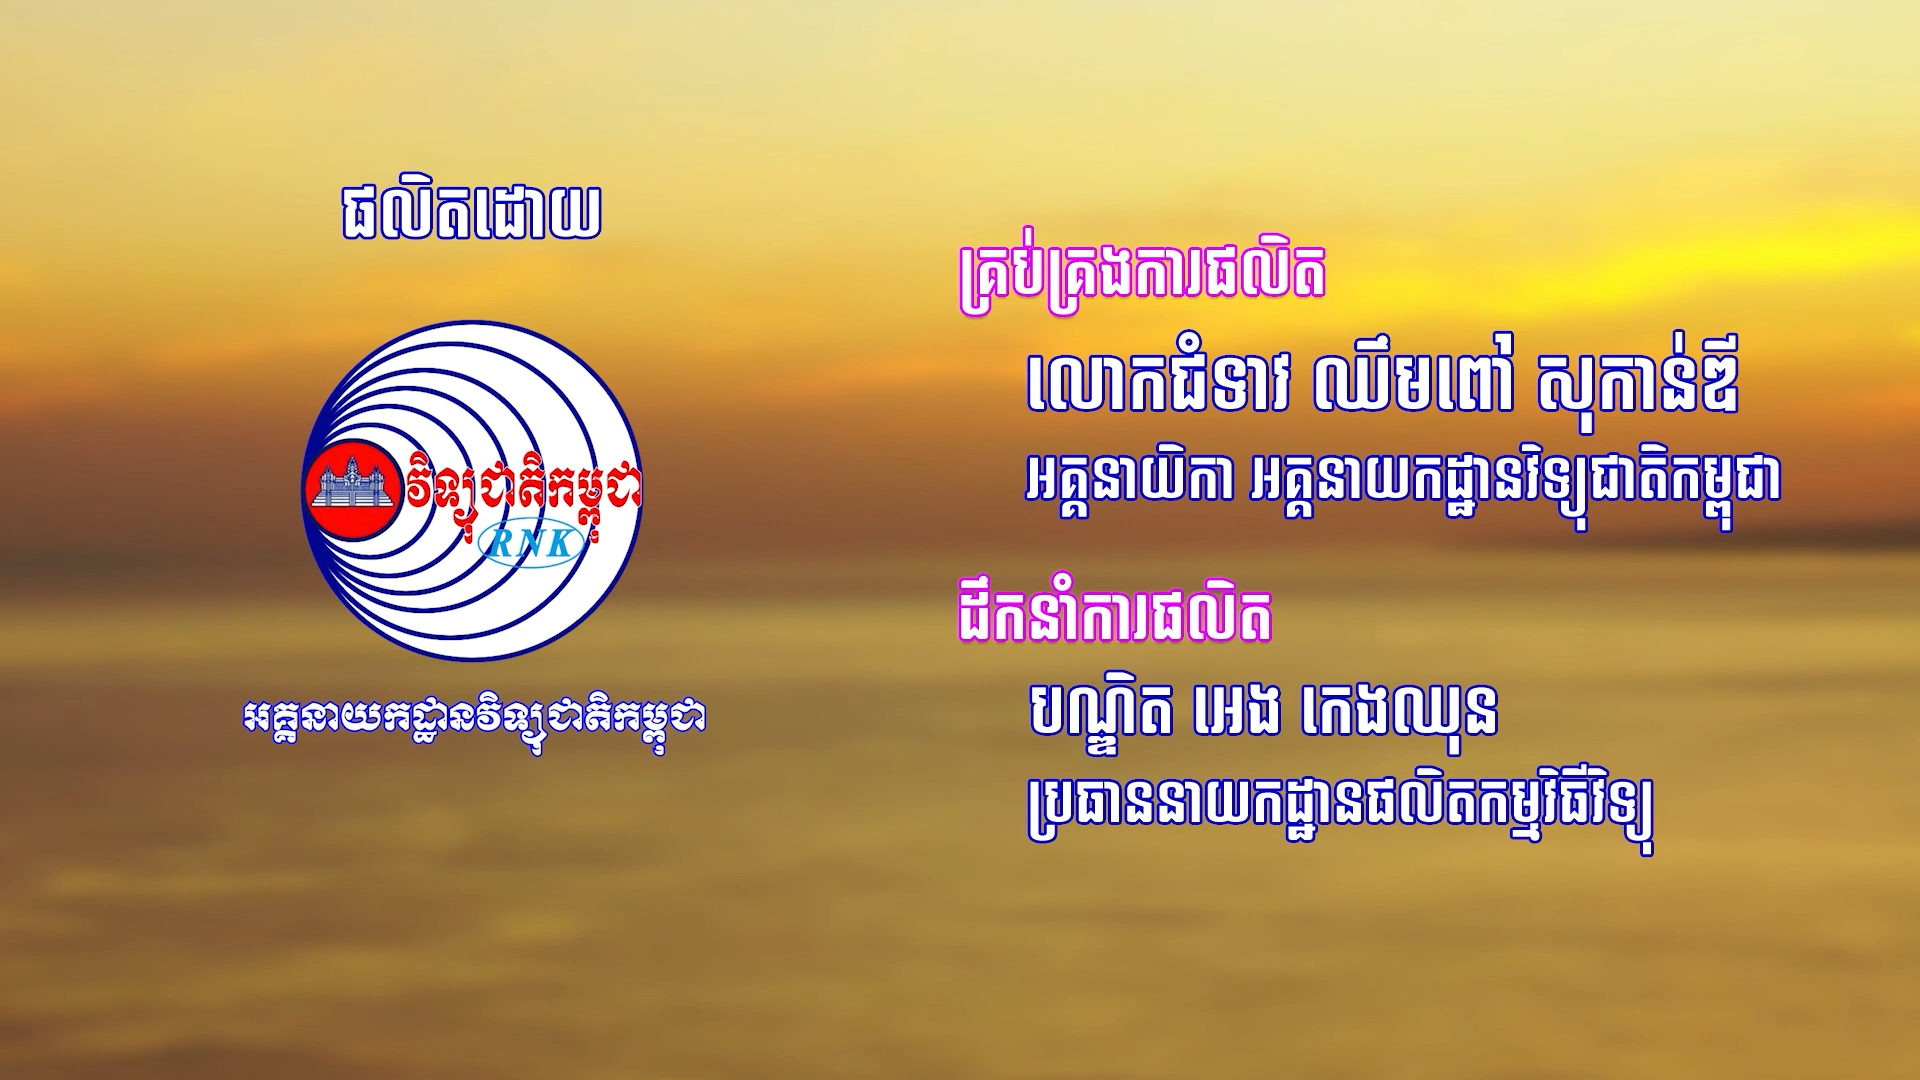 ផលិតដោយ
វិទ្យុជាតិកម្ពុជា
RNK
អគ្គនាយកដ្ឋានវិទ្យុជាតិកម្ពុជា
គ្រប់គ្រងការផលិត
លោកជំទាវ ឈឹមពៅ សុកាន់ឌី
អគ្គនាយិកា អគ្គនាយកដ្ឋានវិទ្យុជាតិកម្ពុជា
ដឹកនាំការផលិត
បណ្ឌិត អេង កេងឈុន
ប្រធាននាយកដ្ឋានផលិតកម្មវិធីវិទ្យុ